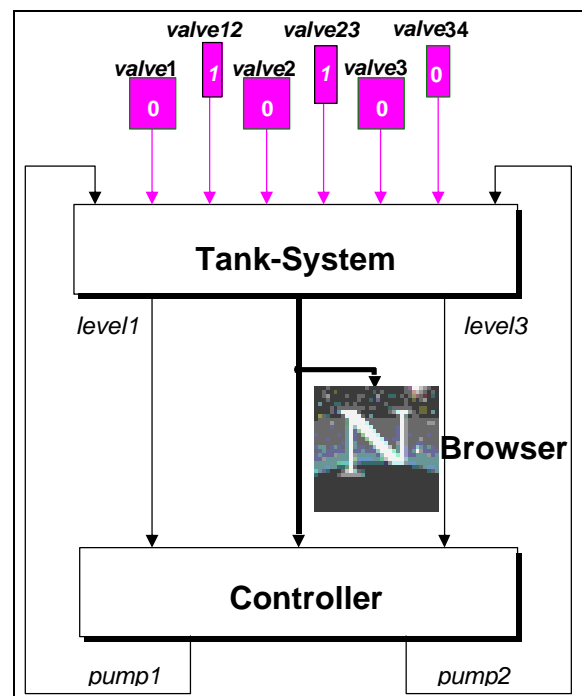 valve12 valve23 valve34
valve1 1 valve2 1 valve3 0
0 0 0
Tank-System
level1 level3
N
Browser
Controller
pump1 pump2